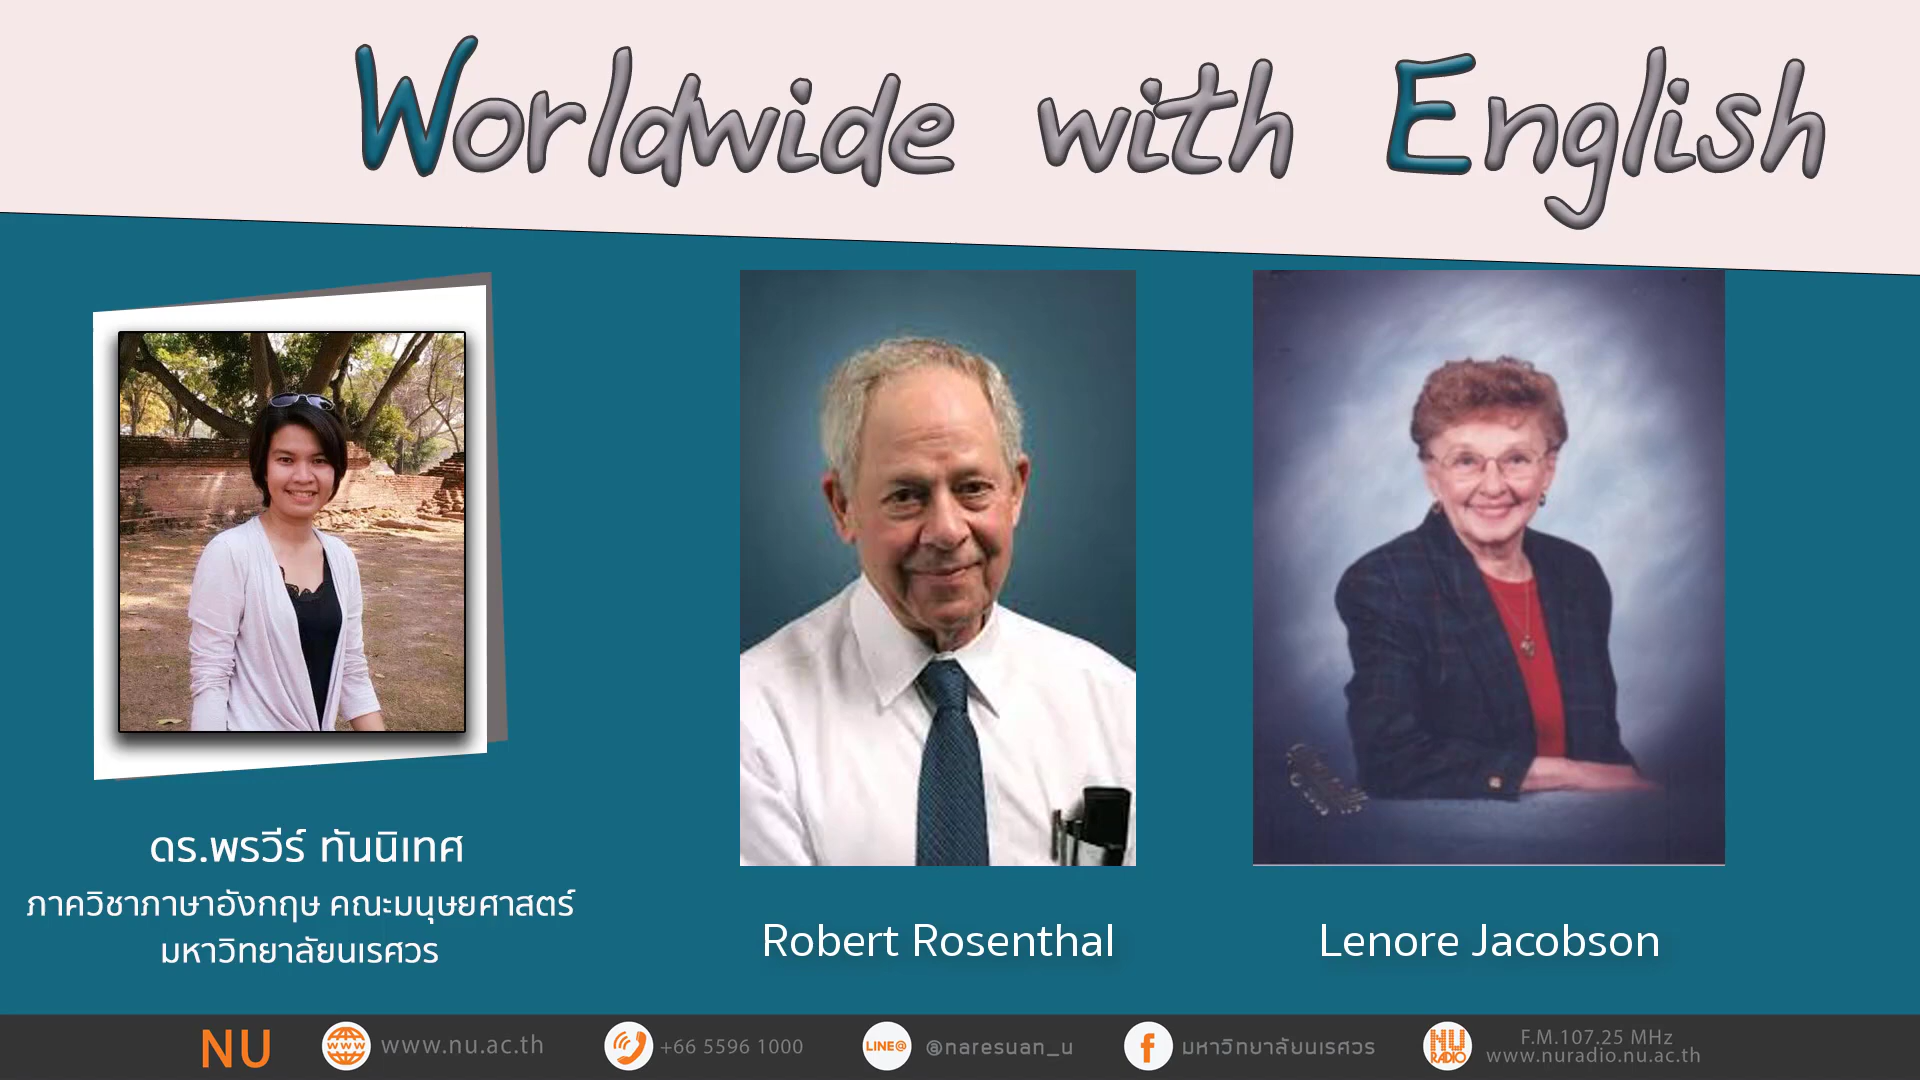 Worldwide with English
ดร.พรวีร์ ทันนิเทศ
ภาควิชาภาษาอังกฤษ คณะมนุษยศาสตร์
มหาวิทยาลัยนเรศวร
Robert Rosenthal
Lenore Jacobson
NU
www
www.nu.ac.th
+66 5596 1000
LINE@
@naresuan_u
f
มหาวิทยาลัยนเรศวร
NU
RADIO
F.M.107.25 MHz
www.nuradio.nu.ac.th